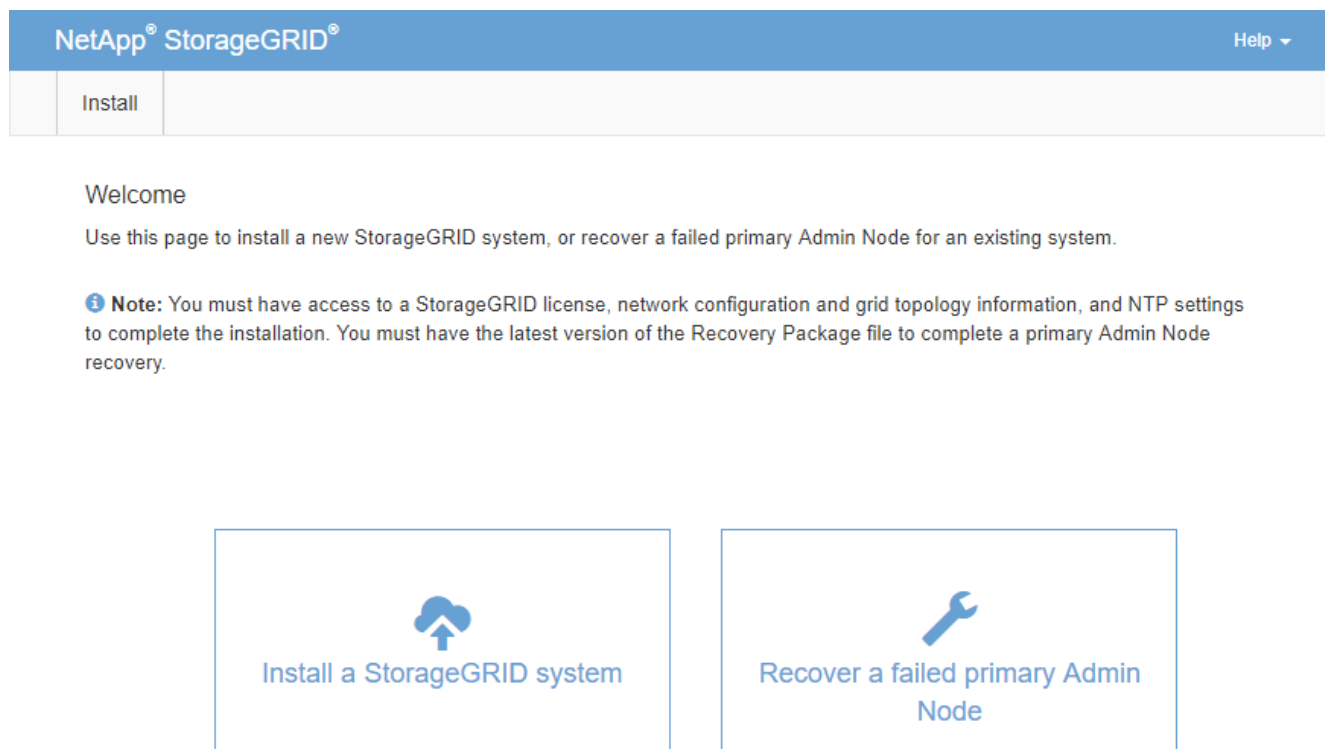 NetApp® StorageGRID®
Help
Install
Welcome
Use this page to install a new StorageGRID system, or recover a failed primary Admin Node for an existing system.
Note: You must have access to a StorageGRID license, network configuration and grid topology information, and NTP settings
to complete the installation. You must have the latest version of the Recovery Package file to complete a primary Admin Node
recovery.
Install a StorageGRID system
Recover a failed primary Admin
Node